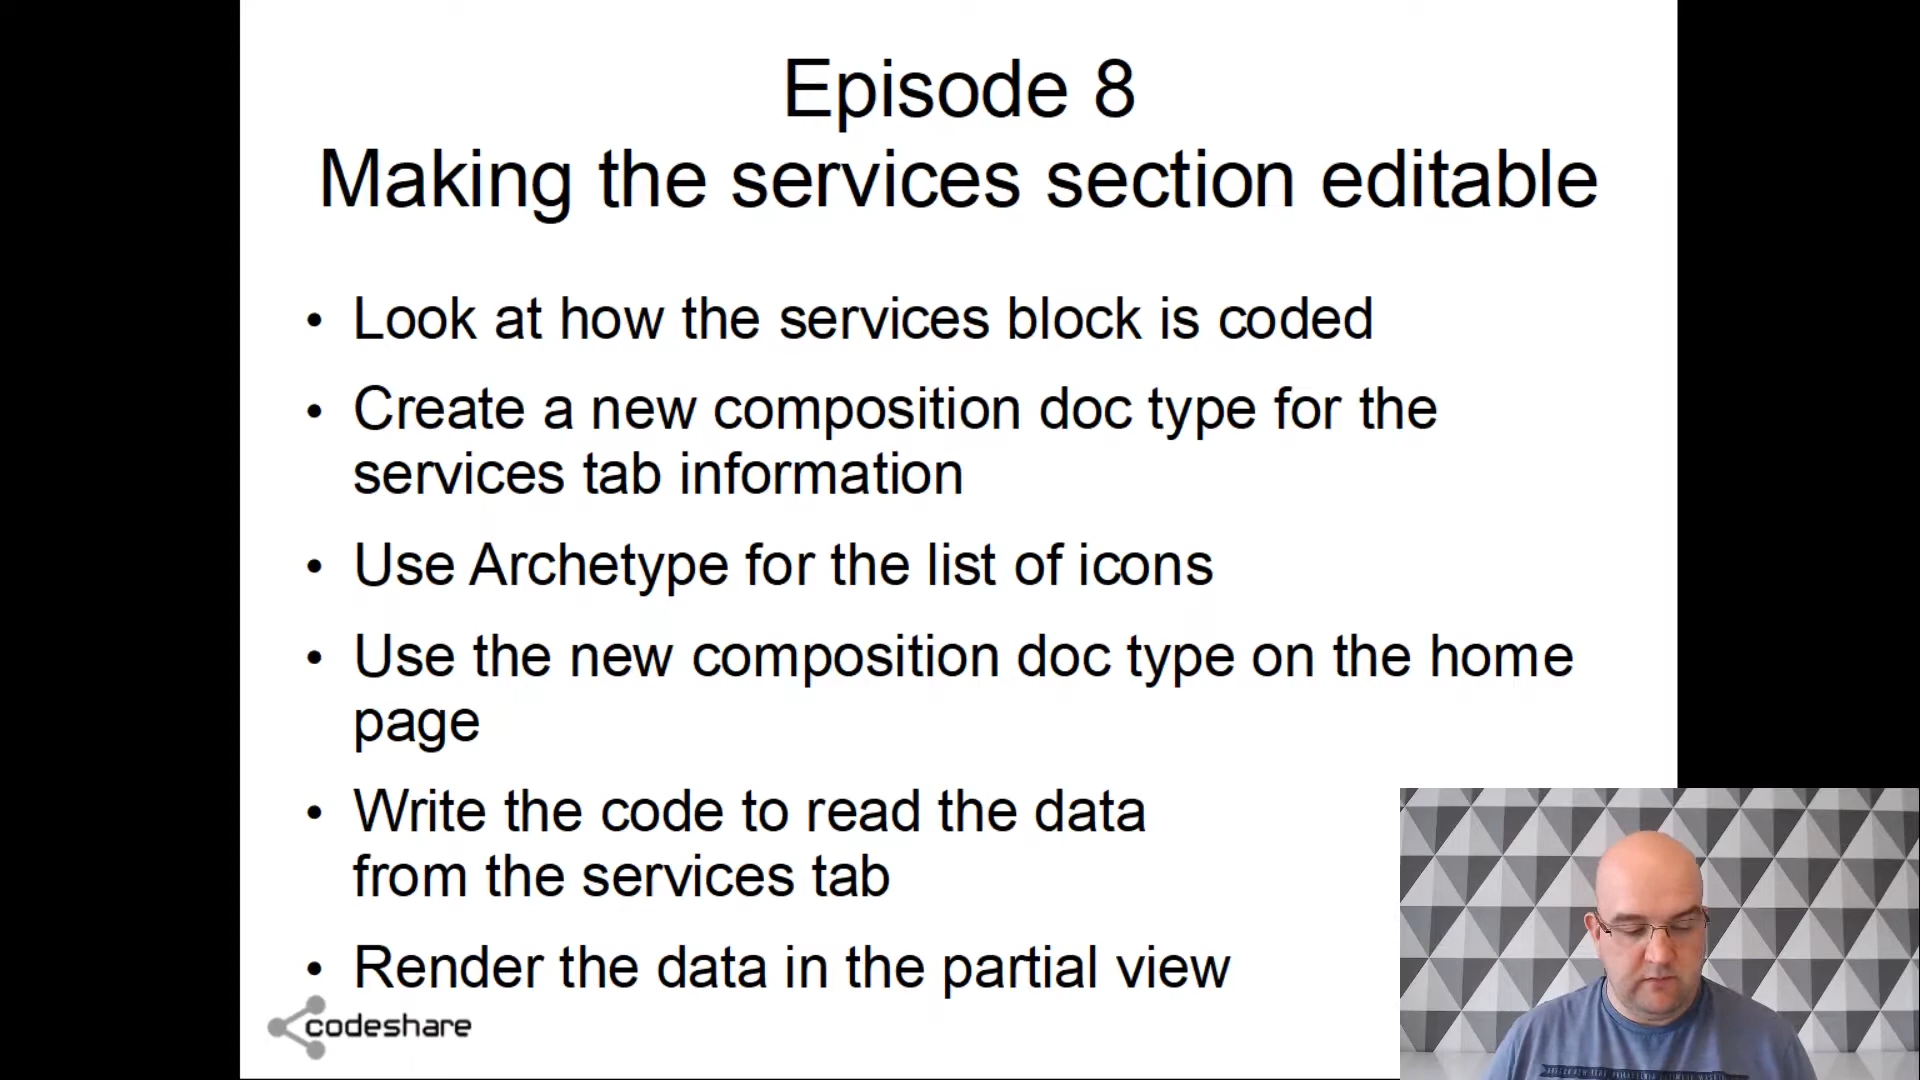 Episode 8
Making the services section editable
• Look at how the services block is coded
• Create a new composition doc type for the
services tab information
• Use Archetype for the list of icons
• Use the new composition doc type on the home
page
• Write the code to read the data
from the services tab
• Render the data in the partial view
codeshare